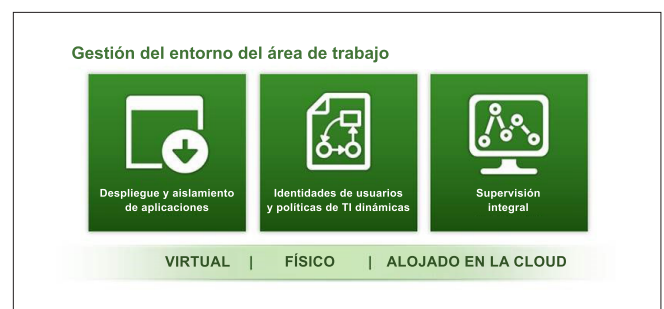 Gestión del entorno del área de trabajo
Despliegue y aislamiento
de aplicaciones
Identidades de usuarios
y políticas de TI dinámicas
Supervisión
integral
VIRTUAL | FÍSICO | ALOJADO EN LA CLOUD